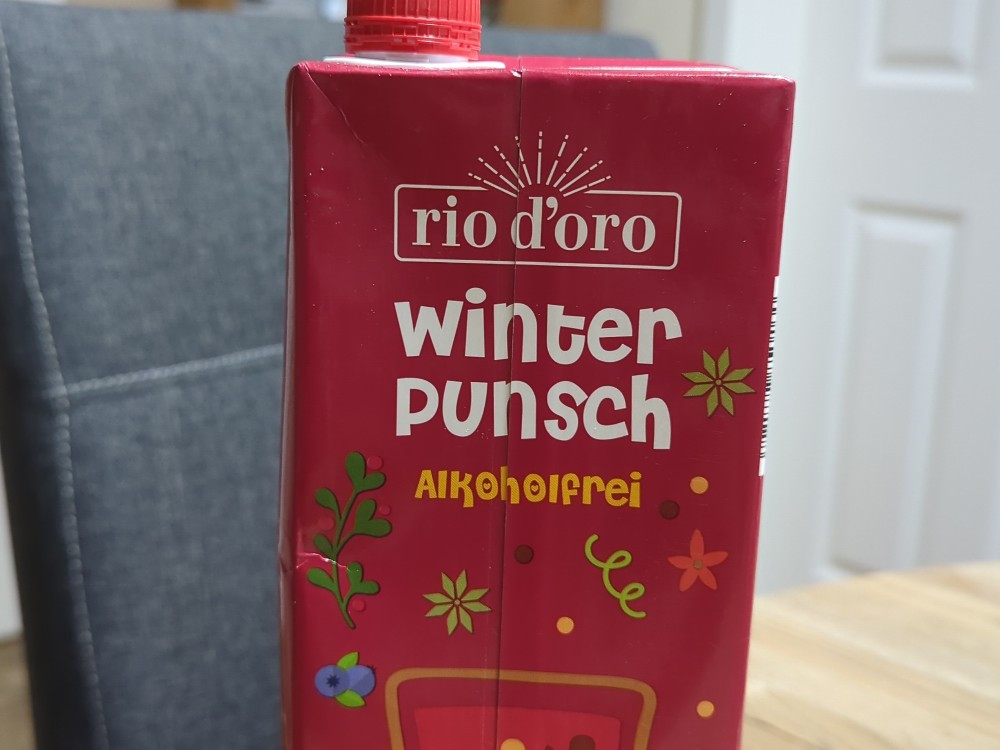 rio d'oro
winter
punsch
Alkoholfrei